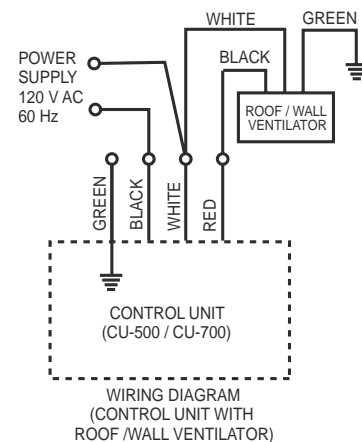 WHITE
GREEN
BLACK
POWER
SUPPLY
120 V AC
60 Hz
ROOF / WALL
VENTILATOR
GREEN
BLACK
WHITE
RED
CONTROL UNIT
(CU-500 / CU-700)
WIRING DIAGRAM
(CONTROL UNIT WITH
ROOF /WALL VENTILATOR)